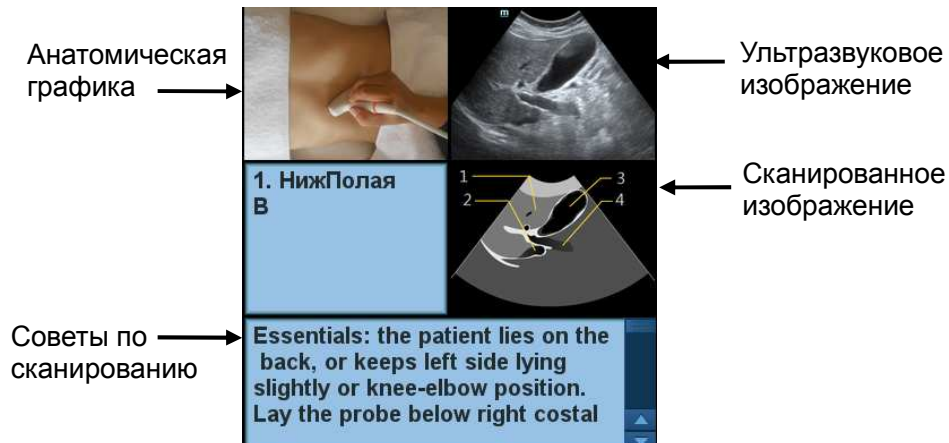 Анатомическая
графика
Ультразвуковое
изображение
1. НижПолая
В
1
2
3
4
Сканированное
изображение
Советы по
сканированию
Essentials: the patient lies on the
back, or keeps left side lying
slightly or knee-elbow position.
Lay the probe below right costal